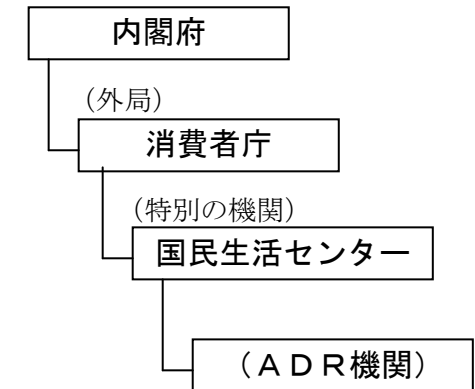 内閣府
(外局)
消費者庁
(特別の機関)
国民生活センター
(ADR機関)